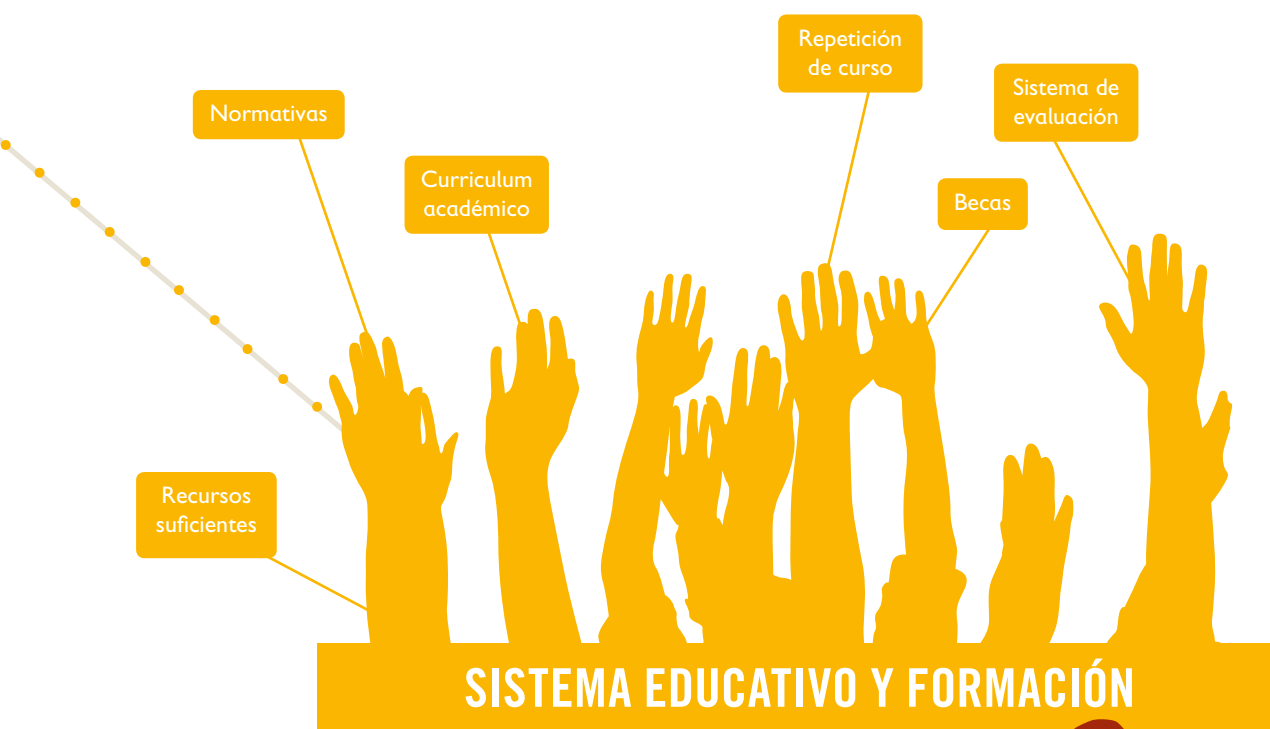 Repetición
de curso
Sistema de
evaluación
Normativas
Curriculum
académico
Becas
Recursos
suficientes
SISTEMA EDUCATIVO Y FORMACIÓN